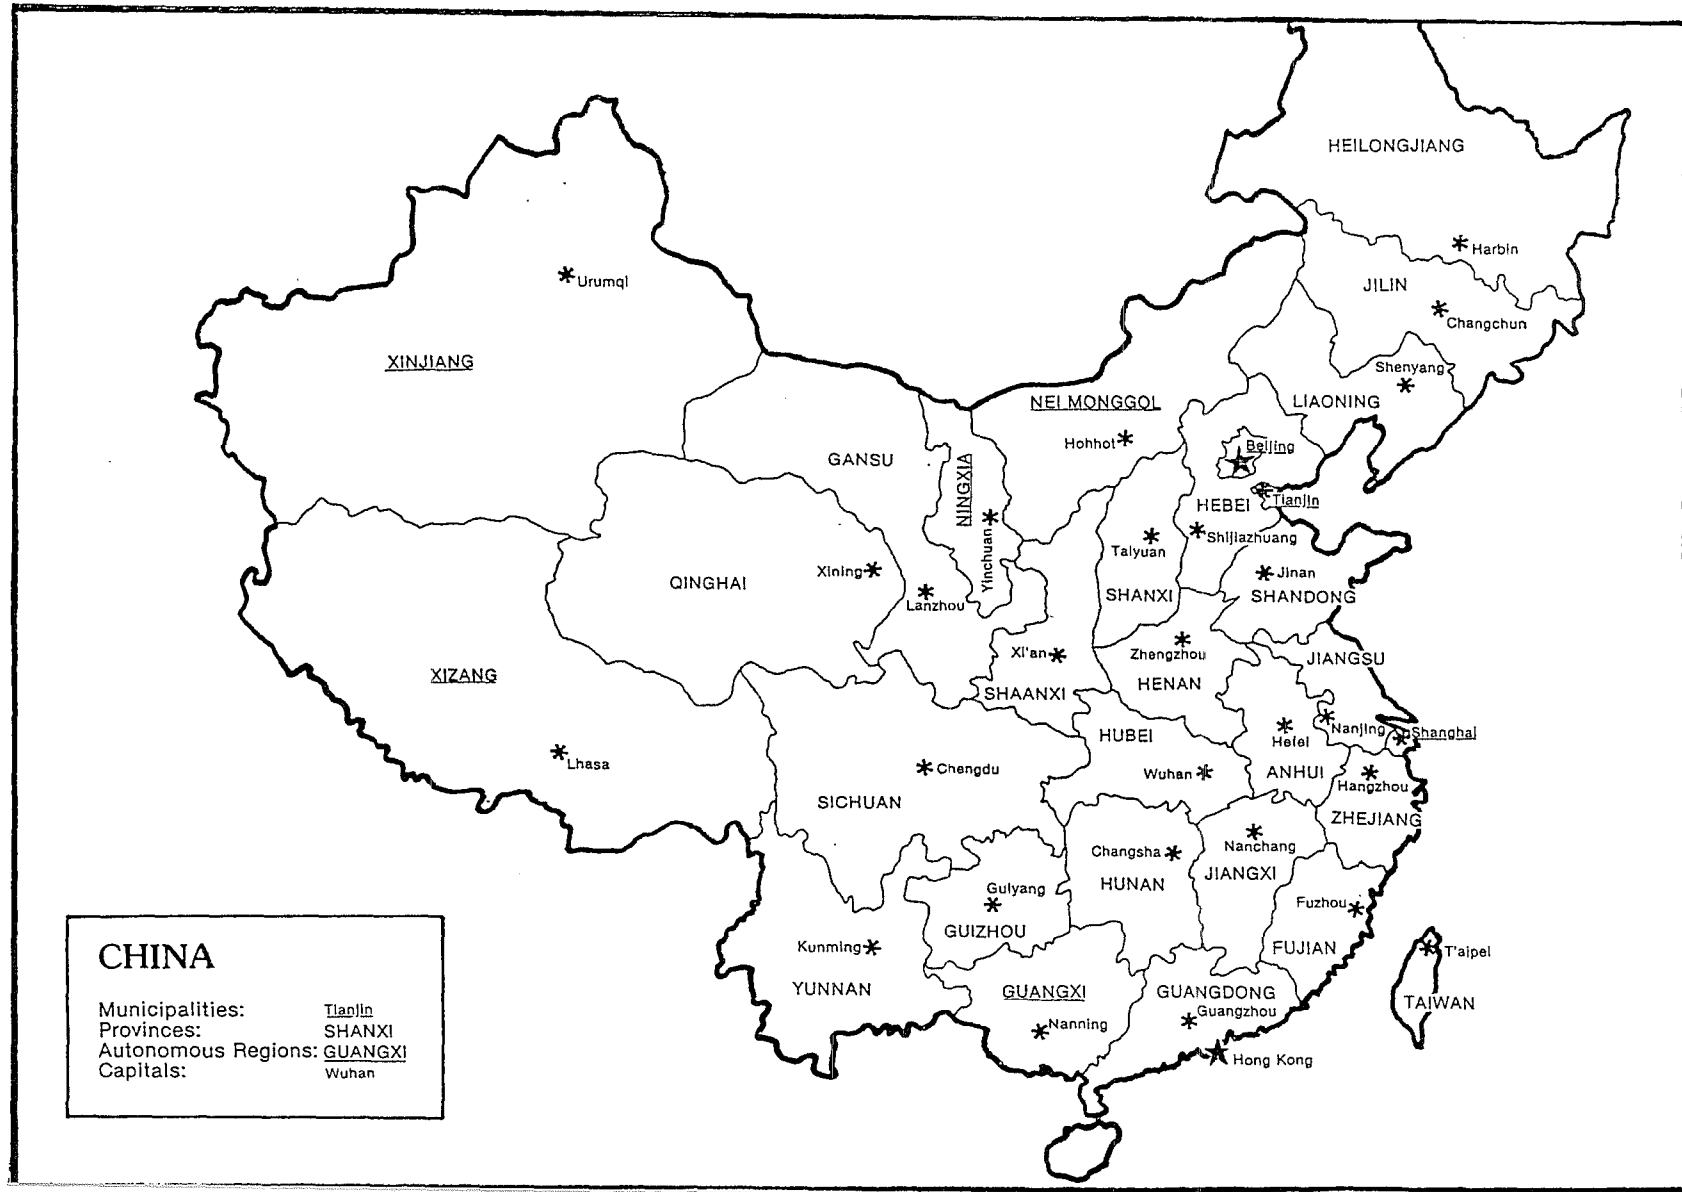 HEILONGJIANG
Harbin
JILIN
Changchun
Urumqi
XINJIANG
Shenyang
LIAONING
NEI MONGGOL
Hohhot
Beijing
GANSU
NINGXIA
Yinchuan
HEBEI
Tianjin
Shijiazhuang
Taiyuan
SHANXI
Jinan
SHANDONG
QINGHAI
Xining
Lanzhou
Xi'an
SHAANXI
Zhengzhou
HENAN
JIANGSU
XIZANG
Lhasa
HUBEI
Wuhan
Hefei
ANHUI
Nanjing
Shanghai
Hangzhou
ZHEJIANG
Chengdu
SICHUAN
Changsha
HUNAN
Nanchang
JIANGXI
Guiyang
GUIZHOU
Fuzhou
FUJIAN
Kunming
YUNNAN
GUANGXI
Nanning
GUANGDONG
Guangzhou
Hong Kong
T'aipei
TAIWAN
CHINA
Municipalities: Tianjin
Provinces: SHANXI
Autonomous Regions: GUANGXI
Capitals: Wuhan